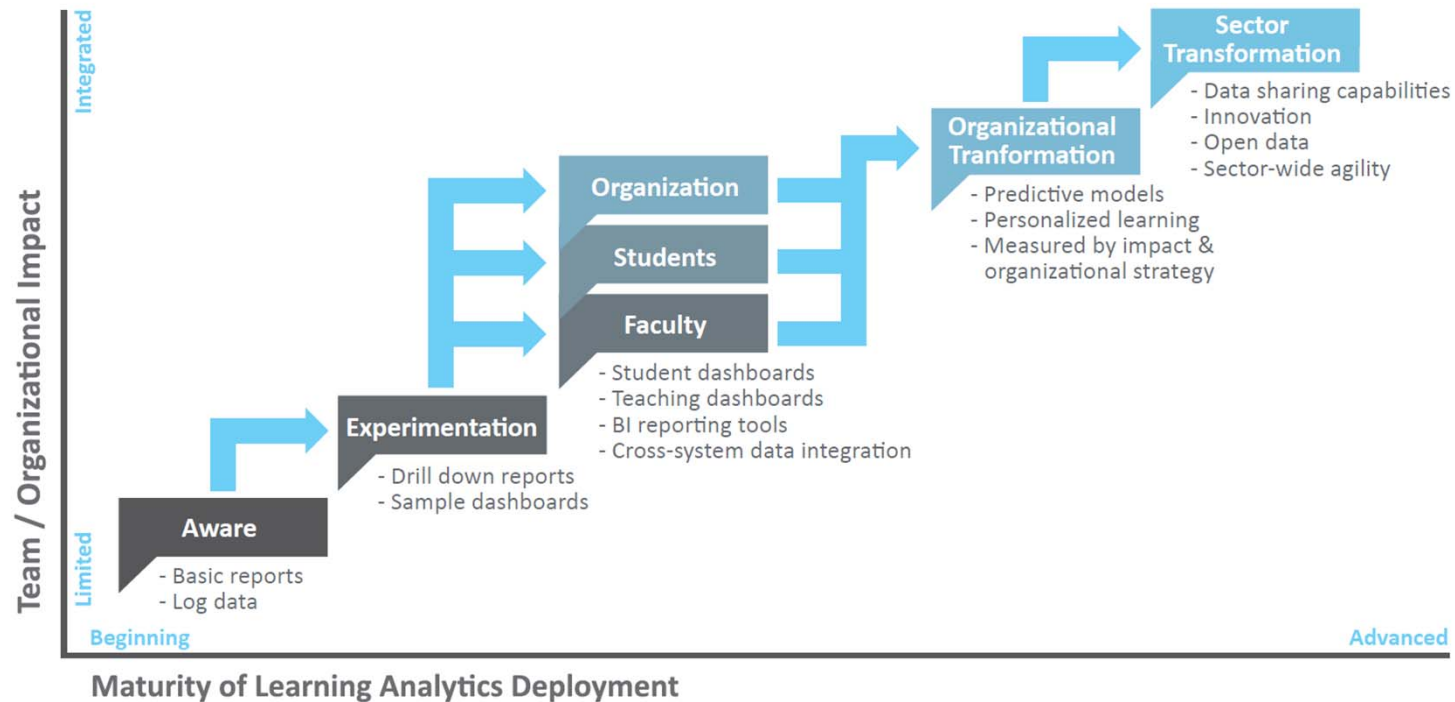 Team / Organizational Impact
Integrated
Limited
Sector
Transformation
- Data sharing capabilities
- Innovation
- Open data
- Sector-wide agility
Organizational
Tranformation
- Predictive models
- Personalized learning
- Measured by impact &
organizational strategy
Organization
Students
Faculty
- Student dashboards
- Teaching dashboards
- BI reporting tools
- Cross-system data integration
Experimentation
- Drill down reports
- Sample dashboards
Aware
- Basic reports
- Log data
Beginning
Advanced
Maturity of Learning Analytics Deployment